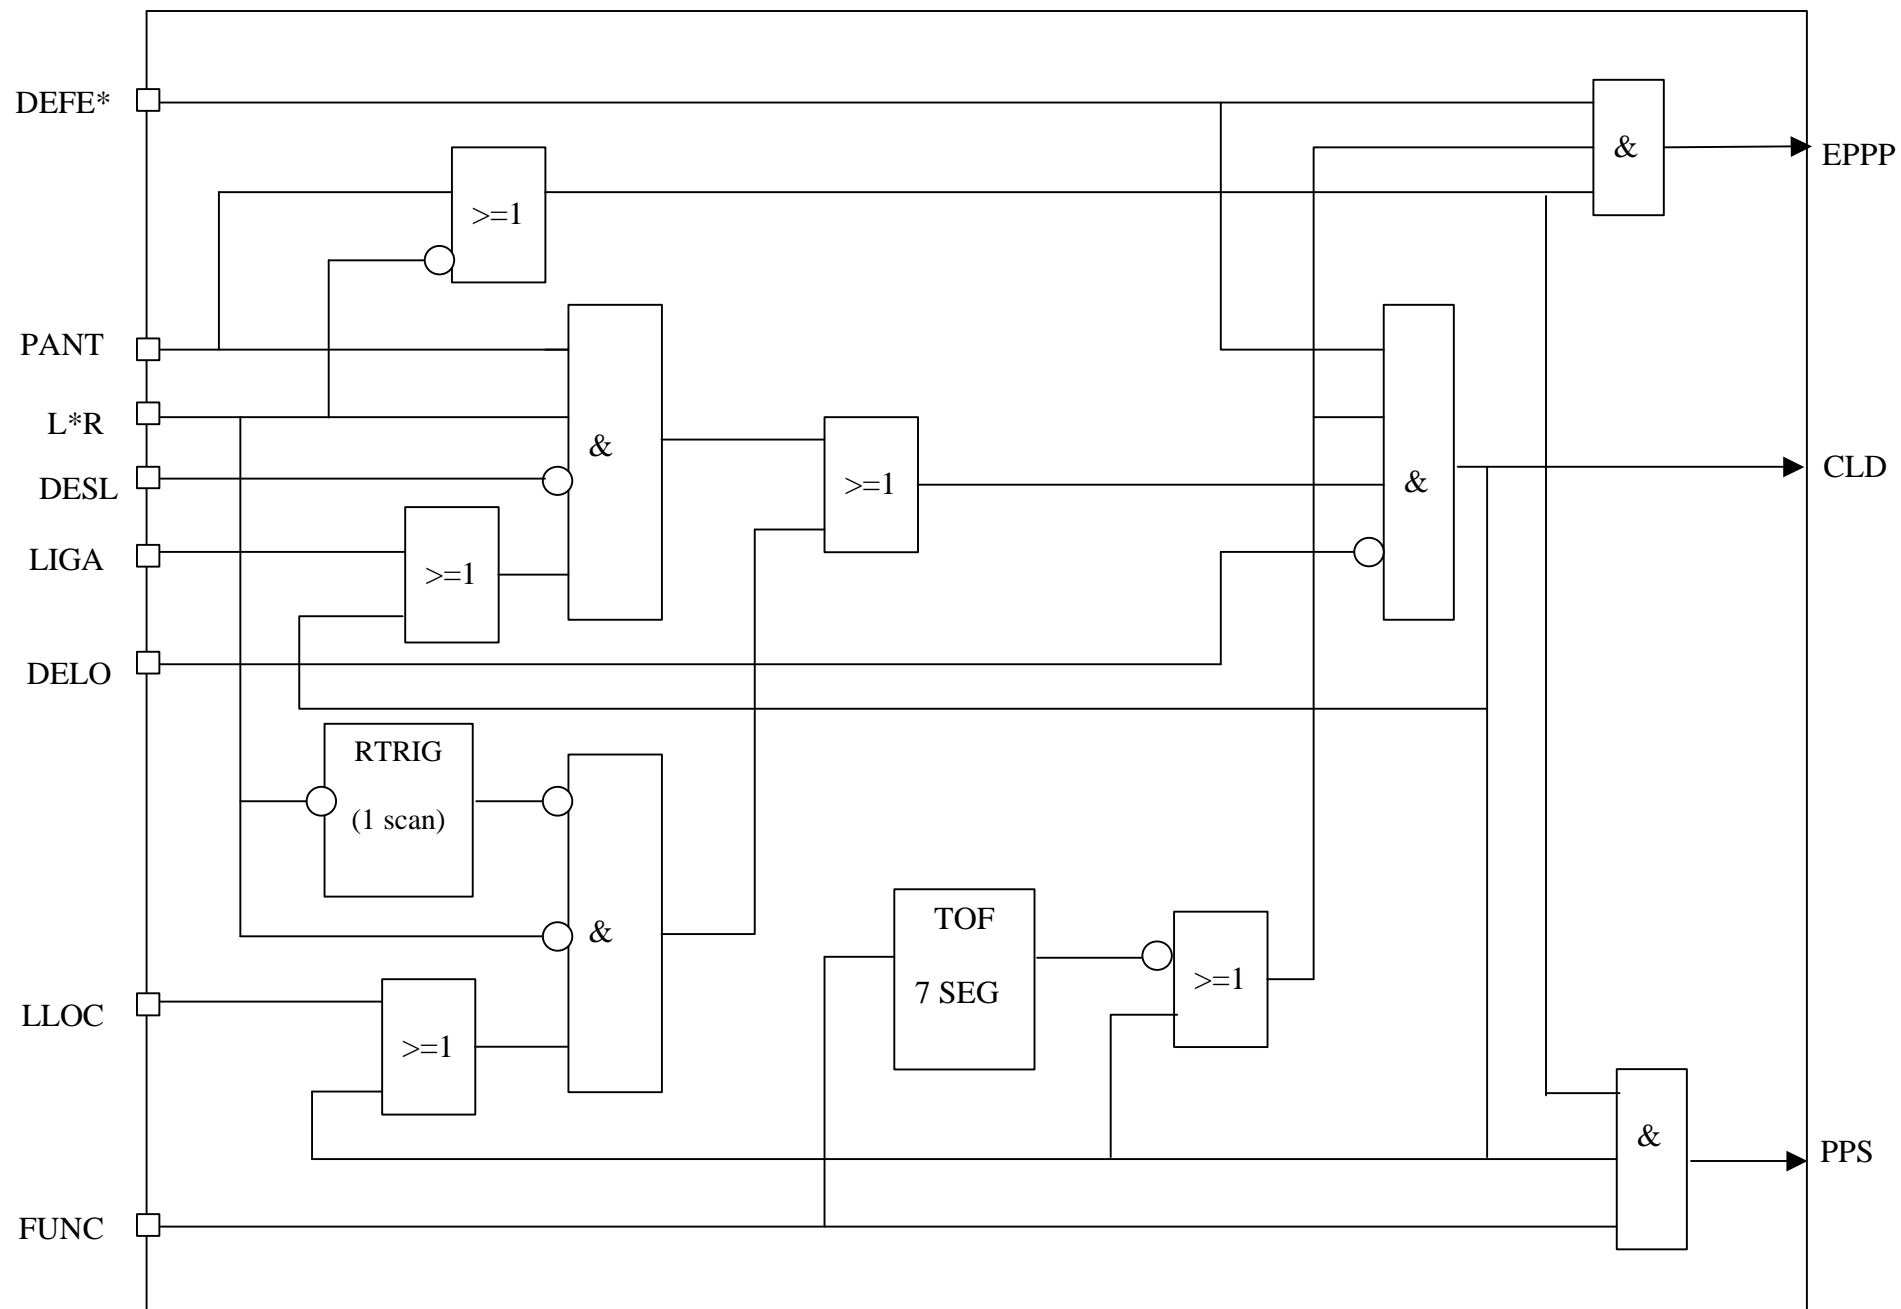 DEFE*
&
EPPP
>=1
PANT
L*R
&
CLD
DESL
>=1
&
LIGA
>=1
DELO
RTRIG
(1 scan)
&
TOF
7 SEG
>=1
LLOC
>=1
&
PPS
FUNC